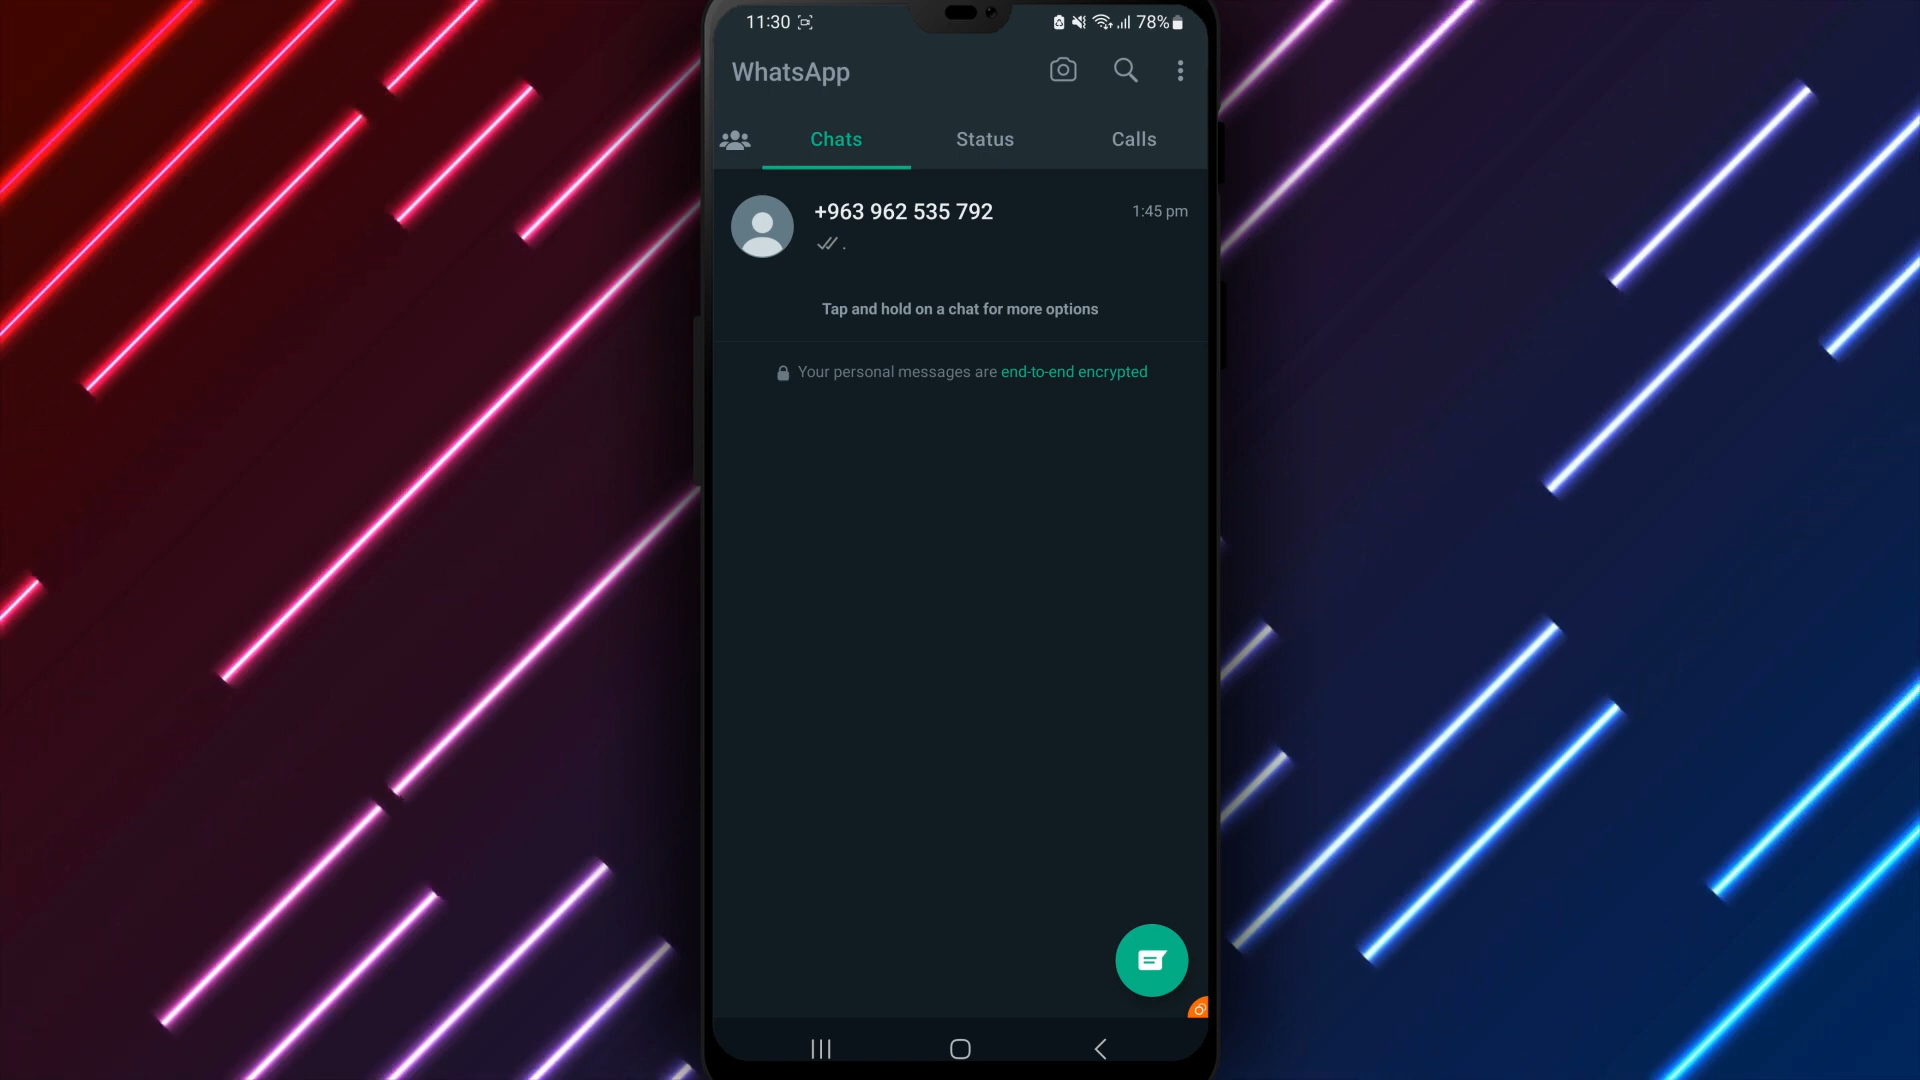 11:30 78%
WhatsApp
Chats Status Calls
+963 962 535 792 1:45 pm
.
Tap and hold on a chat for more options
Your personal messages are end-to-end encrypted